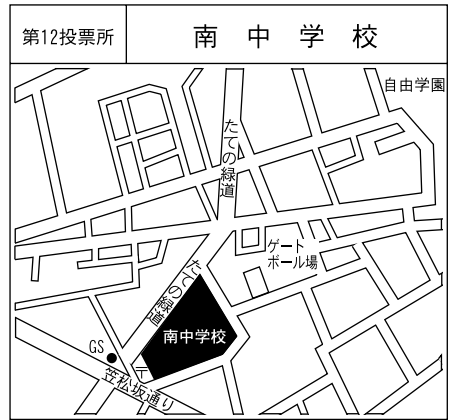 第12投票所
南中学校
自由学園
たての緑道
ゲート
ボール場
たての緑道
南中学校
GS
〒
笠松坂通り